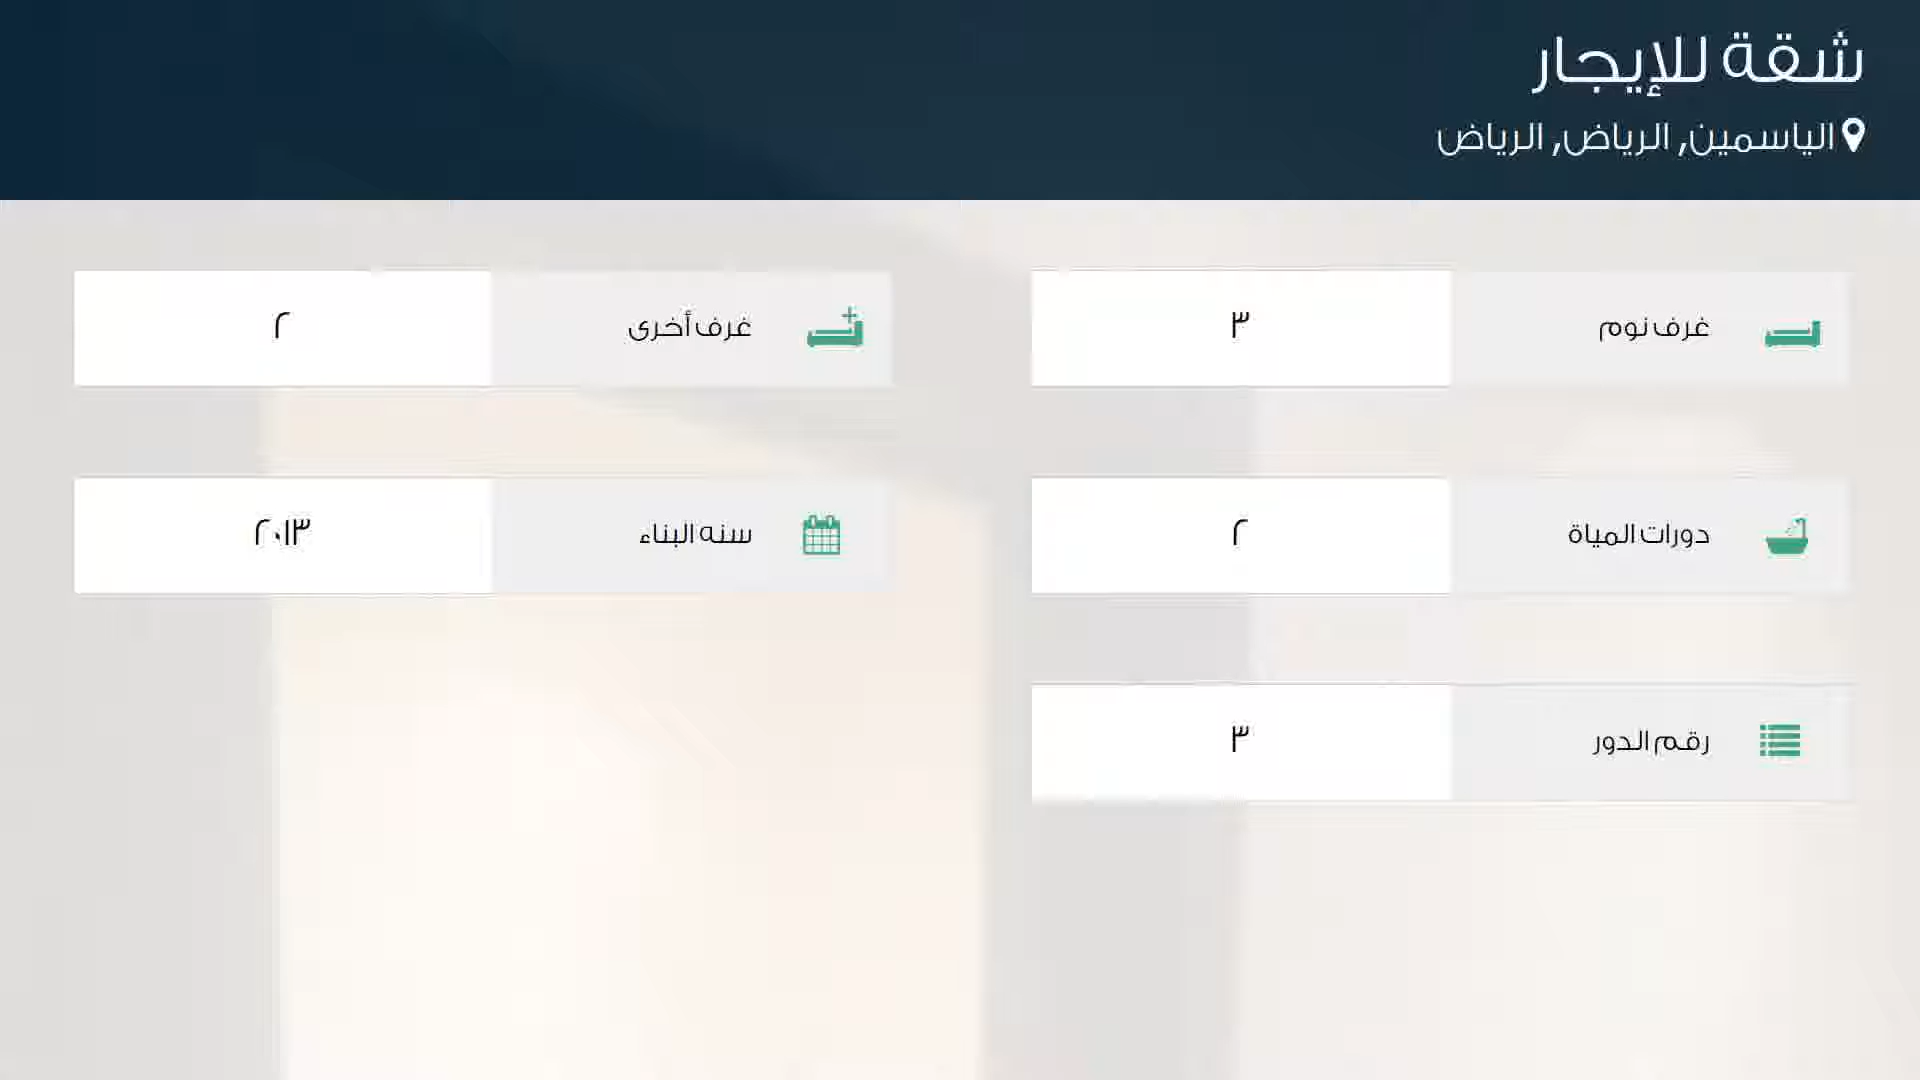 شقة للإيجار
الياسمين, الرياض, الرياض
غرف نوم
٣
غرف أخرى
٢
دورات المياة
٢
سنه البناء
٢٠١٣
رقم الدور
٣